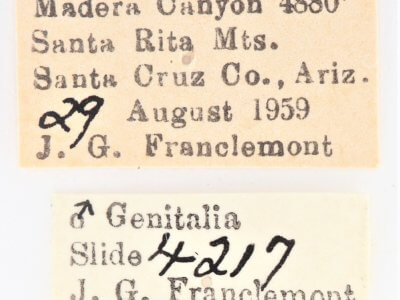 Madera Canyon 4880'
Santa Rita Mts.
Santa Cruz Co., Ariz.
29 August 1959
J. G. Franclemont
♂ Genitalia
Slide 4217
J. G. Franclemont